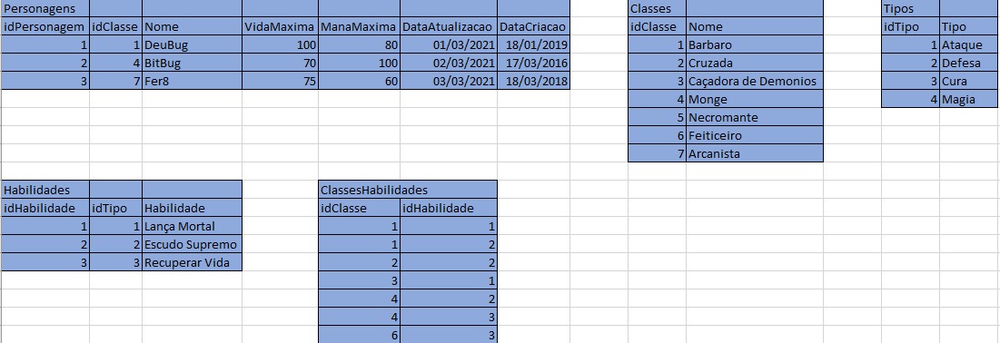 Personagens
idPersonagem idClasse Nome VidaMaxima ManaMaxima DataAtualizacao DataCriacao
1 1 DeuBug 100 80 01/03/2021 18/01/2019
2 4 BitBug 70 100 02/03/2021 17/03/2016
3 7 Fer8 75 60 03/03/2021 18/03/2018
Classes
idClasse Nome
1 Barbaro
2 Cruzada
3 Caçadora de Demonios
4 Monge
5 Necromante
6 Feiticeiro
7 Arcanista
Tipos
idTipo Tipo
1 Ataque
2 Defesa
3 Cura
4 Magia
Habilidades
idHabilidade idTipo Habilidade
1 1 Lança Mortal
2 2 Escudo Supremo
3 3 Recuperar Vida
ClassesHabilidades
idClasse idHabilidade
1 1
1 2
2 2
3 1
4 2
4 3
6 3